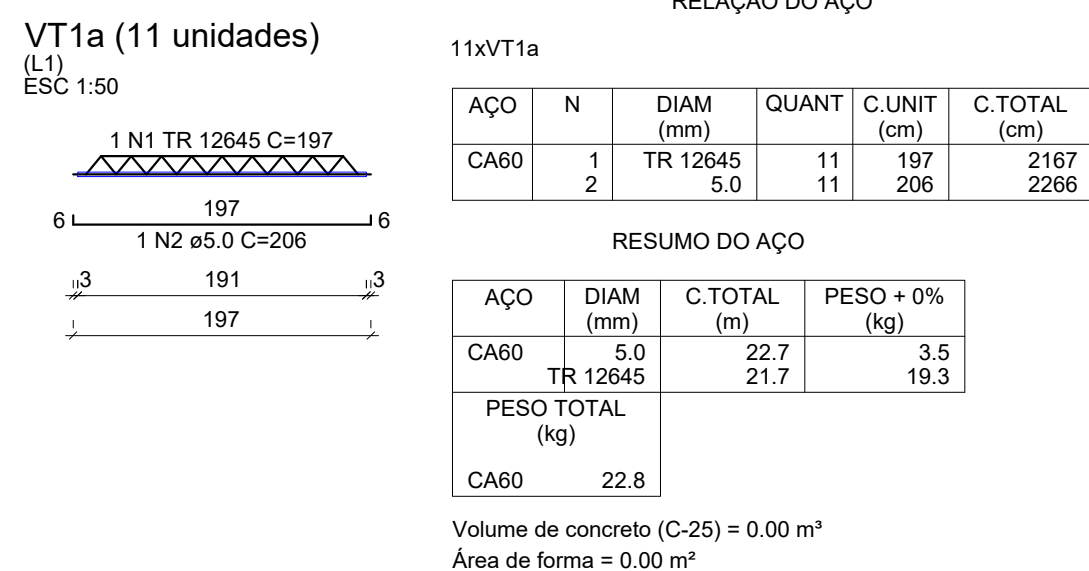 VT1a (11 unidades)
(L1)
ESC 1:50
1 N1 TR 12645 C=197
197
6 6
1 N2 ø5.0 C=206
3 191 3
197
RELAÇÃO DO AÇO
11xVT1a
AÇO N DIAM QUANT C.UNIT C.TOTAL
(mm) (cm) (cm)
CA60 1 TR 12645 11 197 2167
2 5.0 11 206 2266
RESUMO DO AÇO
AÇO DIAM C.TOTAL PESO + 0%
(mm) (m) (kg)
CA60 5.0 22.7 3.5
TR 12645 21.7 19.3
PESO TOTAL
(kg)
CA60 22.8
Volume de concreto (C-25) = 0.00 m³
Área de forma = 0.00 m²